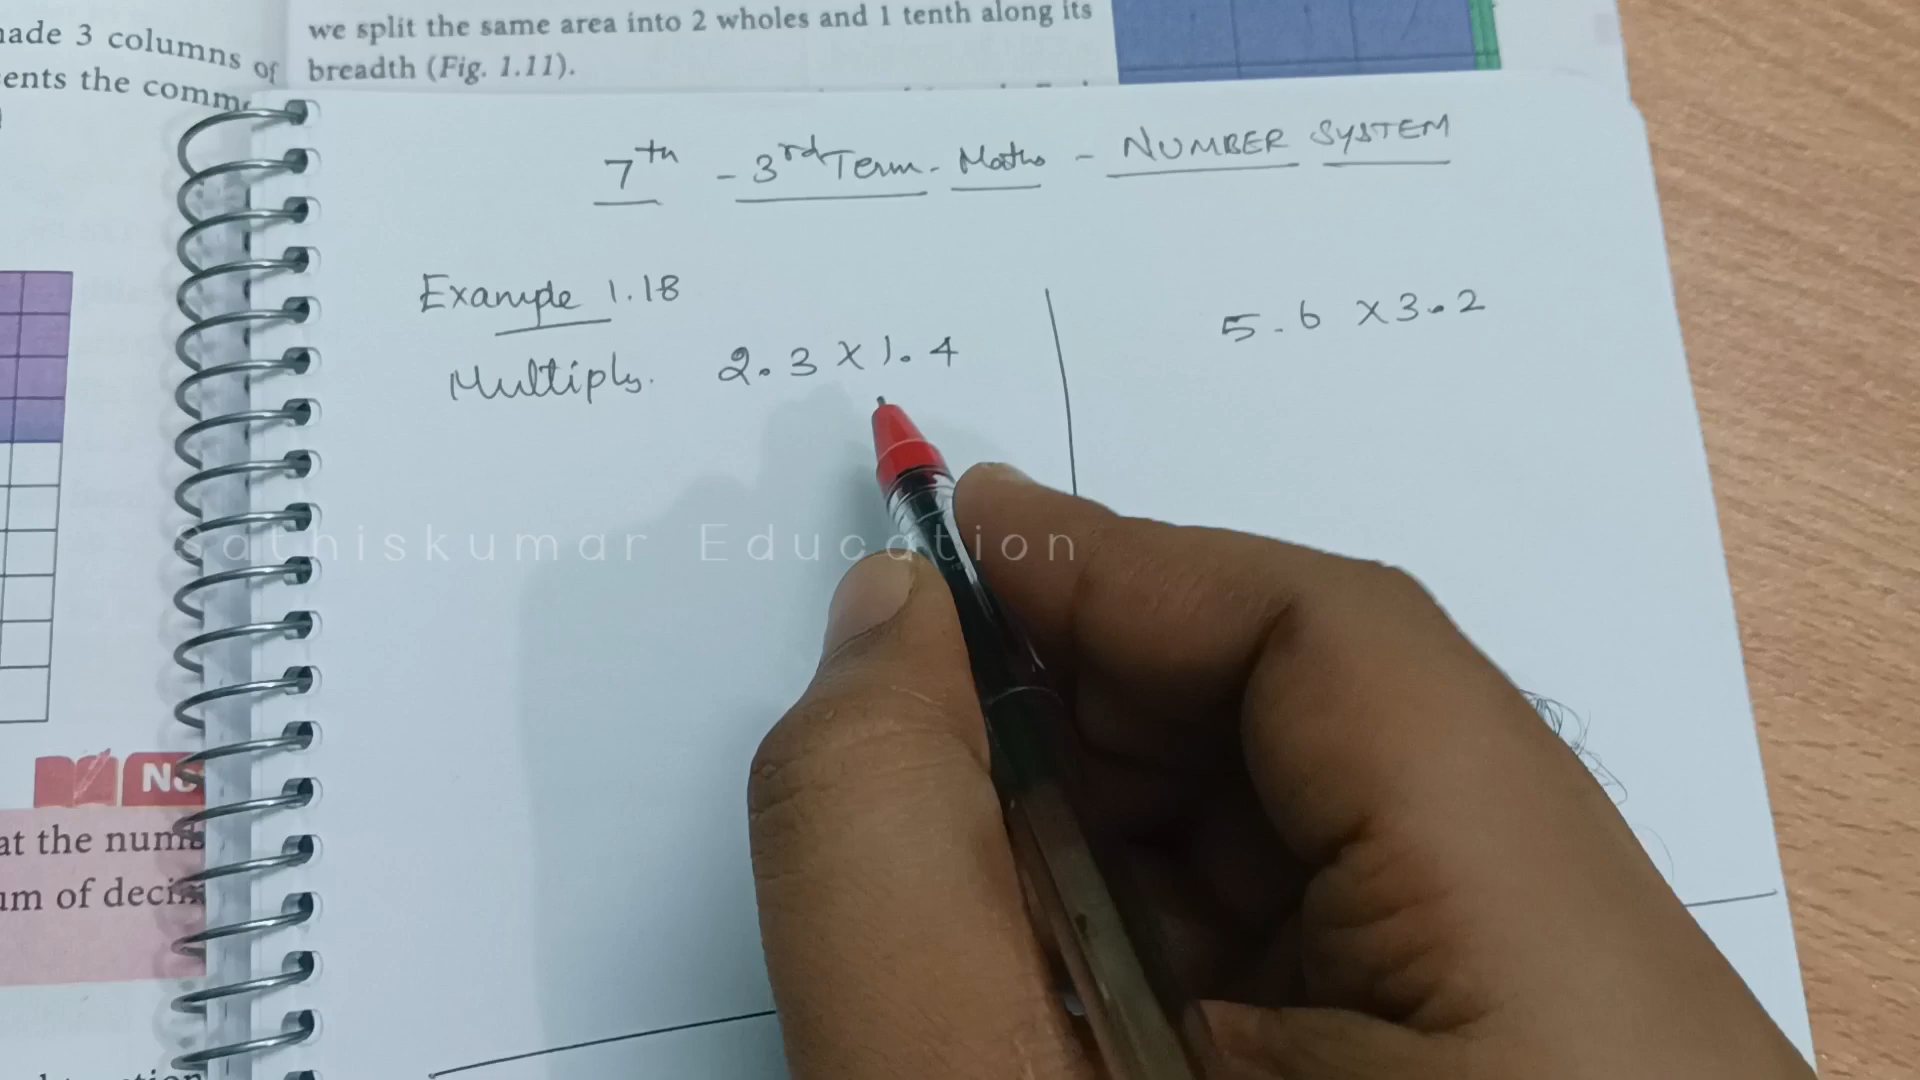 made 3 columns of
ents the comm
we split the same area into 2 wholes and 1 tenth along its
breadth (Fig. 1.11).
7th - 3rd Term - Maths - NUMBER SYSTEM
Example 1.18
Multiply. 2.3 x 1.4
5.6 x 3.2
Sathiskumar Education
at the num
um of deci